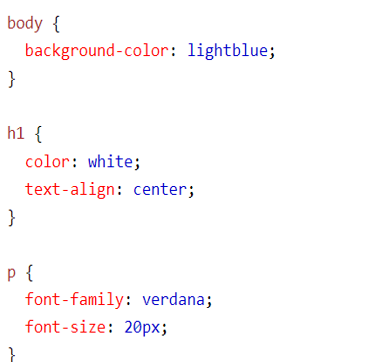 body {
  background-color: lightblue;
}

h1 {
  color: white;
  text-align: center;
}

p {
  font-family: verdana;
  font-size: 20px;
}